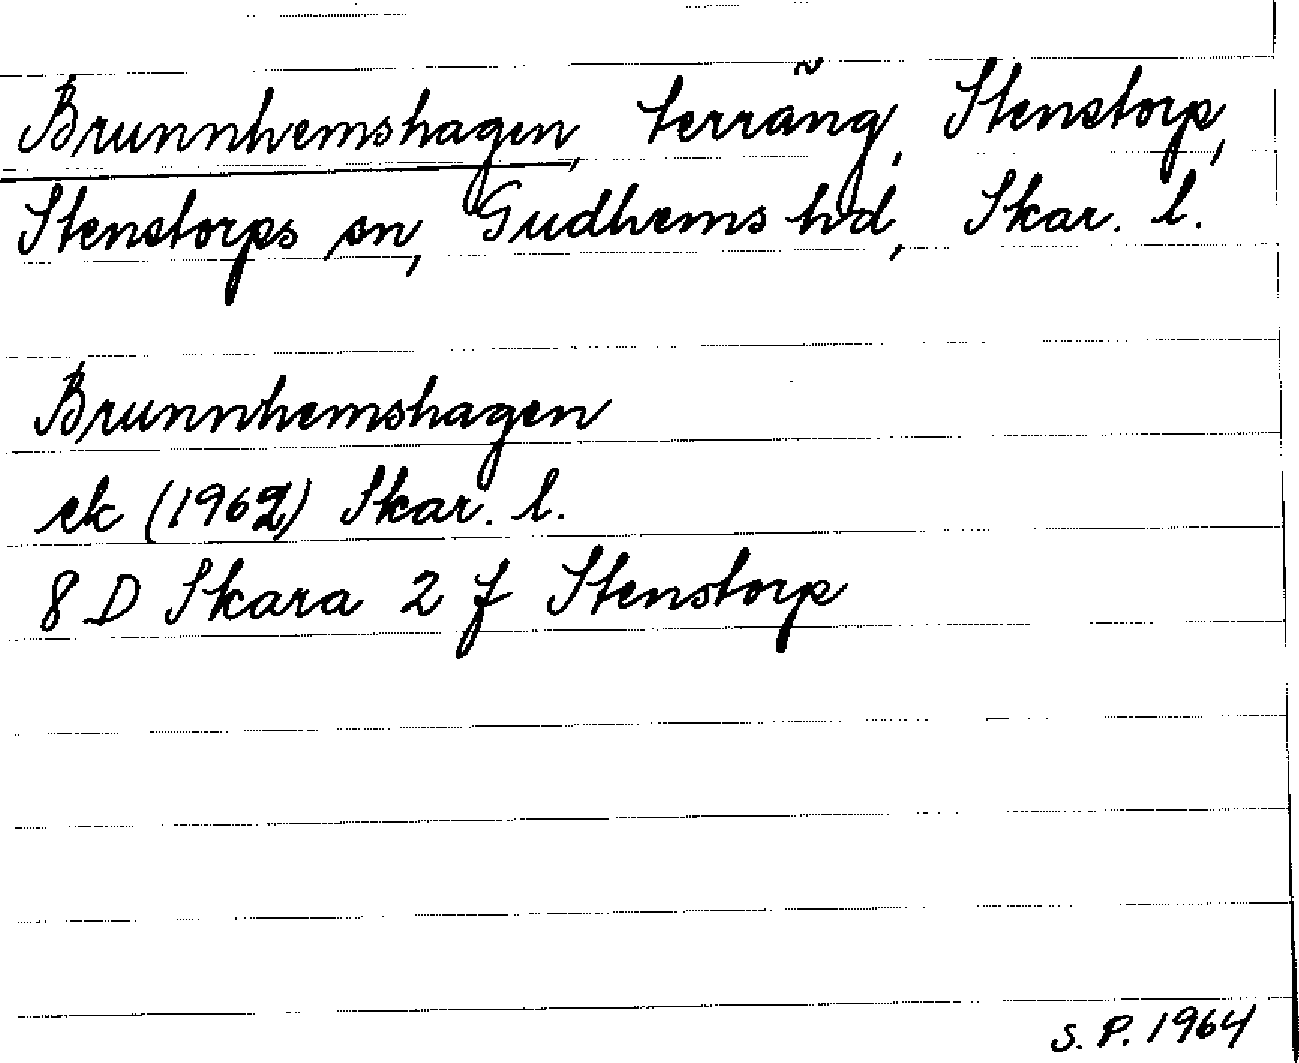 Brunnhemshagen, terräng, Stenstorp,
Stenstorps sn, Gudhems hd, Skar. l.
Brunnhemshagen
ek (1962) Skar. l.
8 D Skara 2 f Stenstorp
S. P. 1964